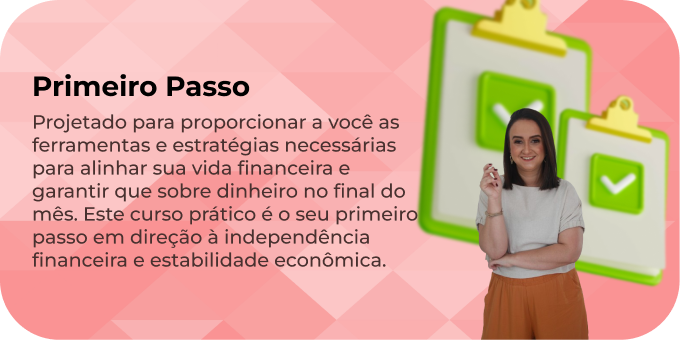 Primeiro Passo
Projetado para proporcionar a você as
ferramentas e estratégias necessárias
para alinhar sua vida financeira e
garantir que sobre dinheiro no final do
mês. Este curso prático é o seu primeiro
passo em direção à independência
financeira e estabilidade econômica.